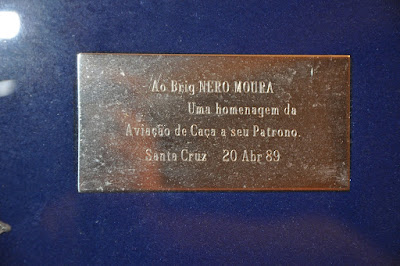 Ao Brig NERO MOURA
Uma homenagem da
Aviação de Caça a seu Patrono.
Santa Cruz 20 Abr 89